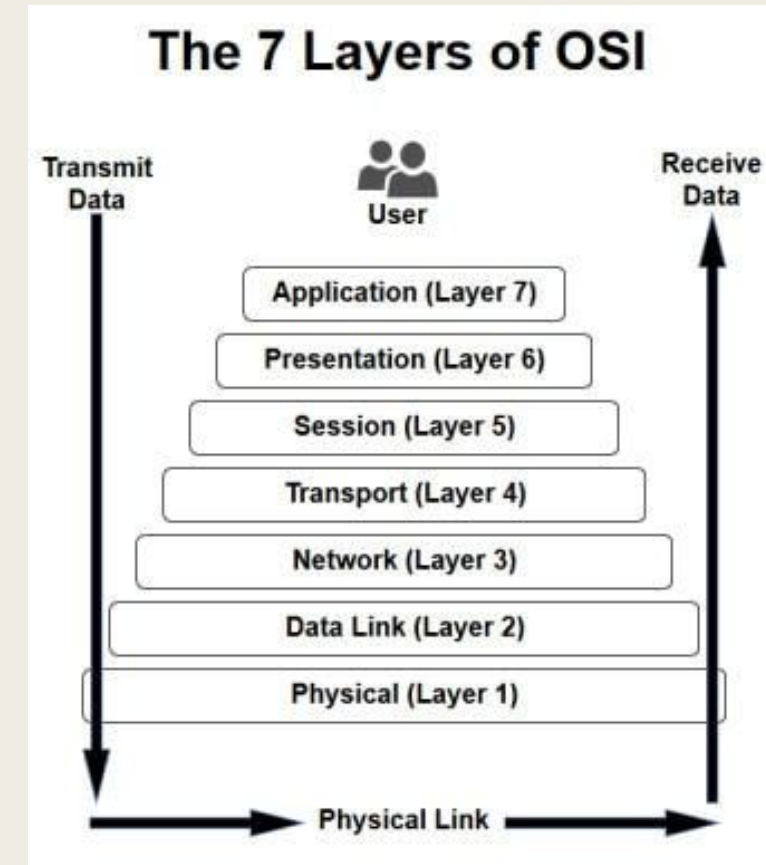 The 7 Layers of OSI
Transmit
Data
User
Receive
Data
Application (Layer 7)
Presentation (Layer 6)
Session (Layer 5)
Transport (Layer 4)
Network (Layer 3)
Data Link (Layer 2)
Physical (Layer 1)
Physical Link